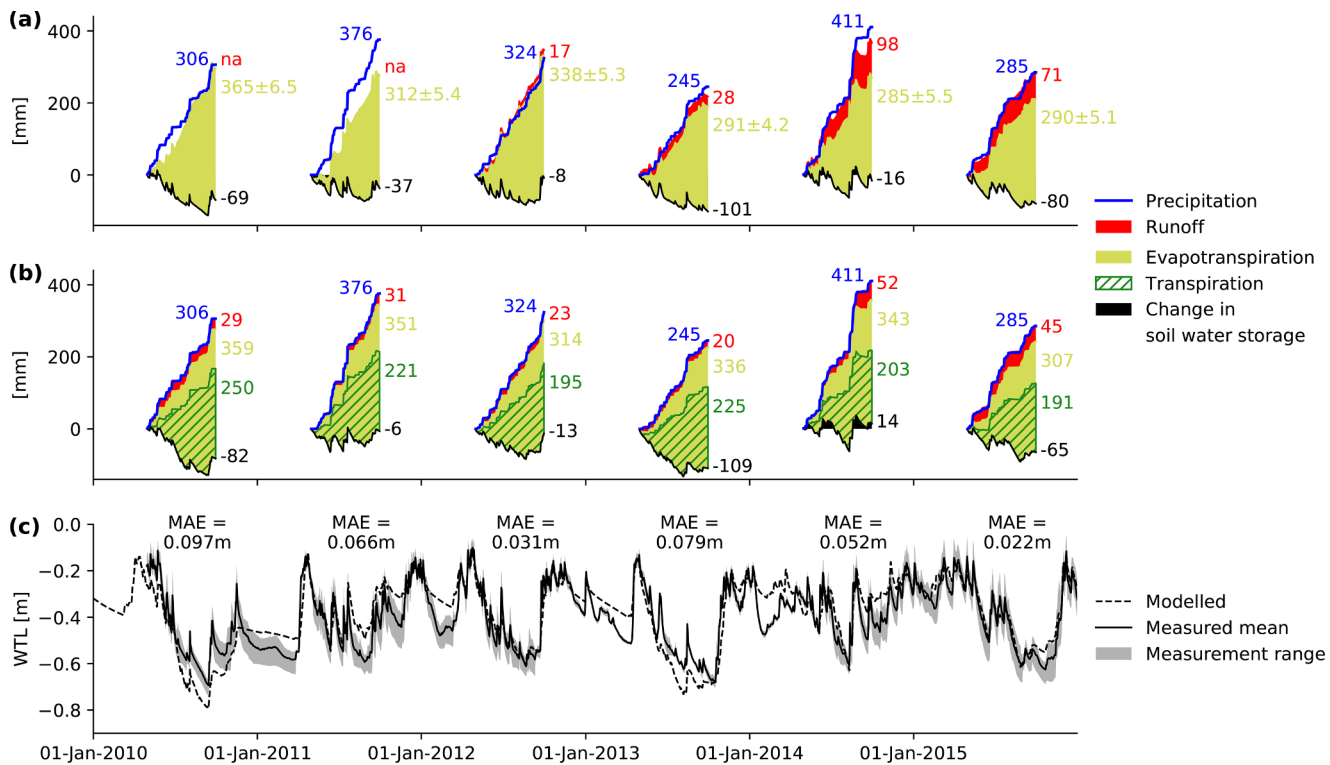 (a)
400
200
0
[mm]
306
na
365±6.5
-69
376
na
312±5.4
-37
324
17
338±5.3
-8
245
28
291±4.2
-101
411
98
285±5.5
-16
285
71
290±5.1
-80
Precipitation
Runoff
Evapotranspiration
Transpiration
Change in
soil water storage
(b)
400
200
0
[mm]
306
29
359
250
-82
376
31
351
221
-6
324
23
314
195
-13
245
20
336
225
-109
411
52
343
203
14
285
45
307
191
-65
(c)
0.0
−0.2
−0.4
−0.6
−0.8
WTL [m]
MAE =
0.097m
MAE =
0.066m
MAE =
0.031m
MAE =
0.079m
MAE =
0.052m
MAE =
0.022m
Modelled
Measured mean
Measurement range
01-Jan-2010
01-Jan-2011
01-Jan-2012
01-Jan-2013
01-Jan-2014
01-Jan-2015